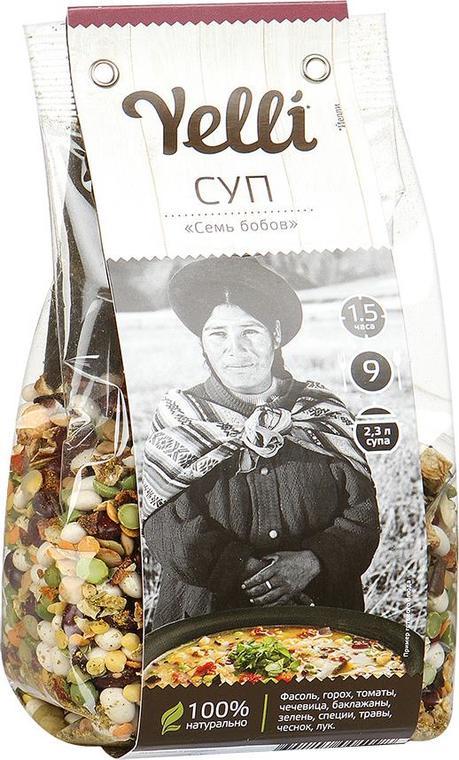 Yelli
*Йелли
СУП
«Семь бобов»
1.5
часа
9
2,3 л
супа
100%
натурально
Фасоль, горох, томаты,
чечевица, баклажаны,
зелень, специи, травы,
чеснок, лук.